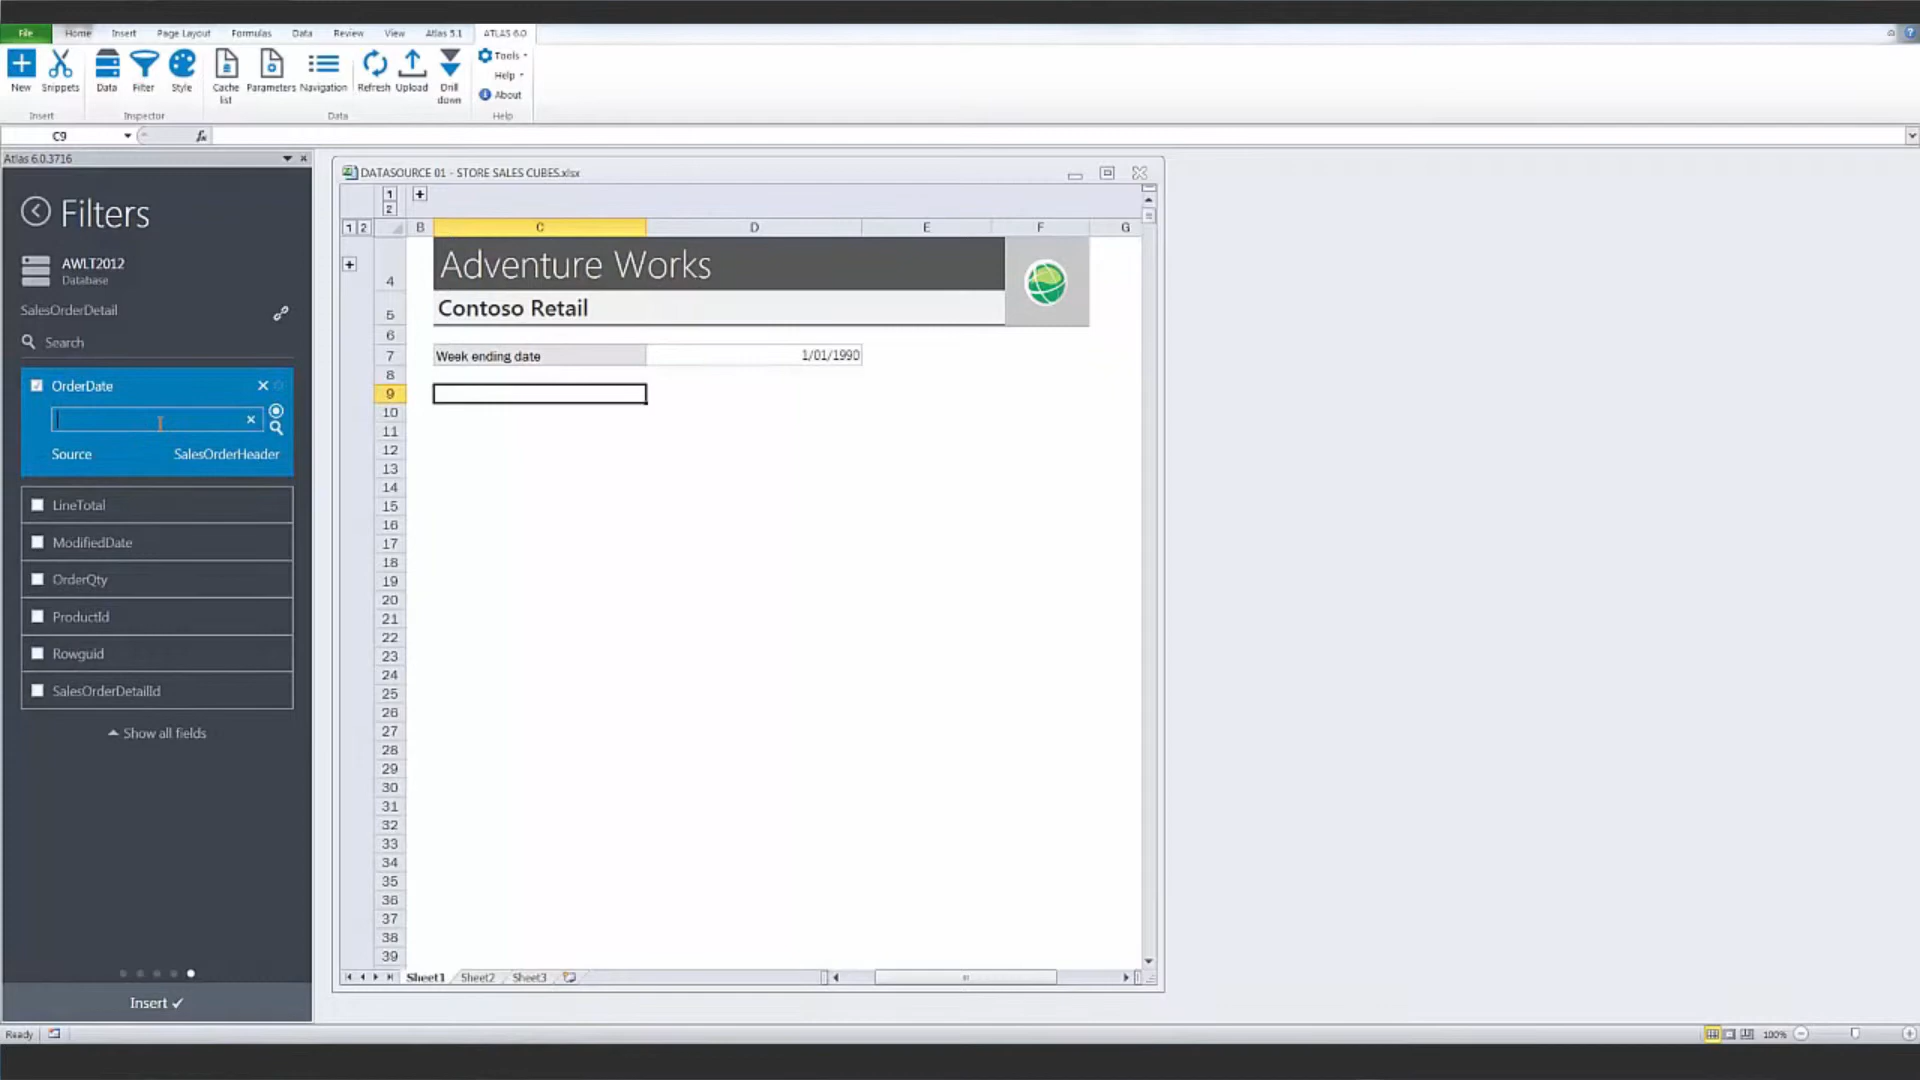 File Home Insert Page Layout Formulas Data Review View Atlas 5.1 ATLAS 6.0
New Snippets Data Filter Style Cache list Parameters Navigation Refresh Upload Drill down
Tools
Help
About
Insert Inspector Data Help
C9 fx
Atlas 6.0.3716
Filters
AWLT2012
Database
SalesOrderDetail
Search
OrderDate
Source SalesOrderHeader
LineTotal
ModifiedDate
OrderQty
ProductId
Rowguid
SalesOrderDetailId
Show all fields
Insert
DATASOURCE 01 - STORE SALES CUBES.xlsx
1
2
1 2 B C D E F G
4 Adventure Works
5 Contoso Retail
6
7 Week ending date 1/01/1990
8
9
10
11
12
13
14
15
16
17
18
19
20
21
22
23
24
25
26
27
28
29
30
31
32
33
34
35
36
37
38
39
Sheet1 Sheet2 Sheet3
Ready 100%